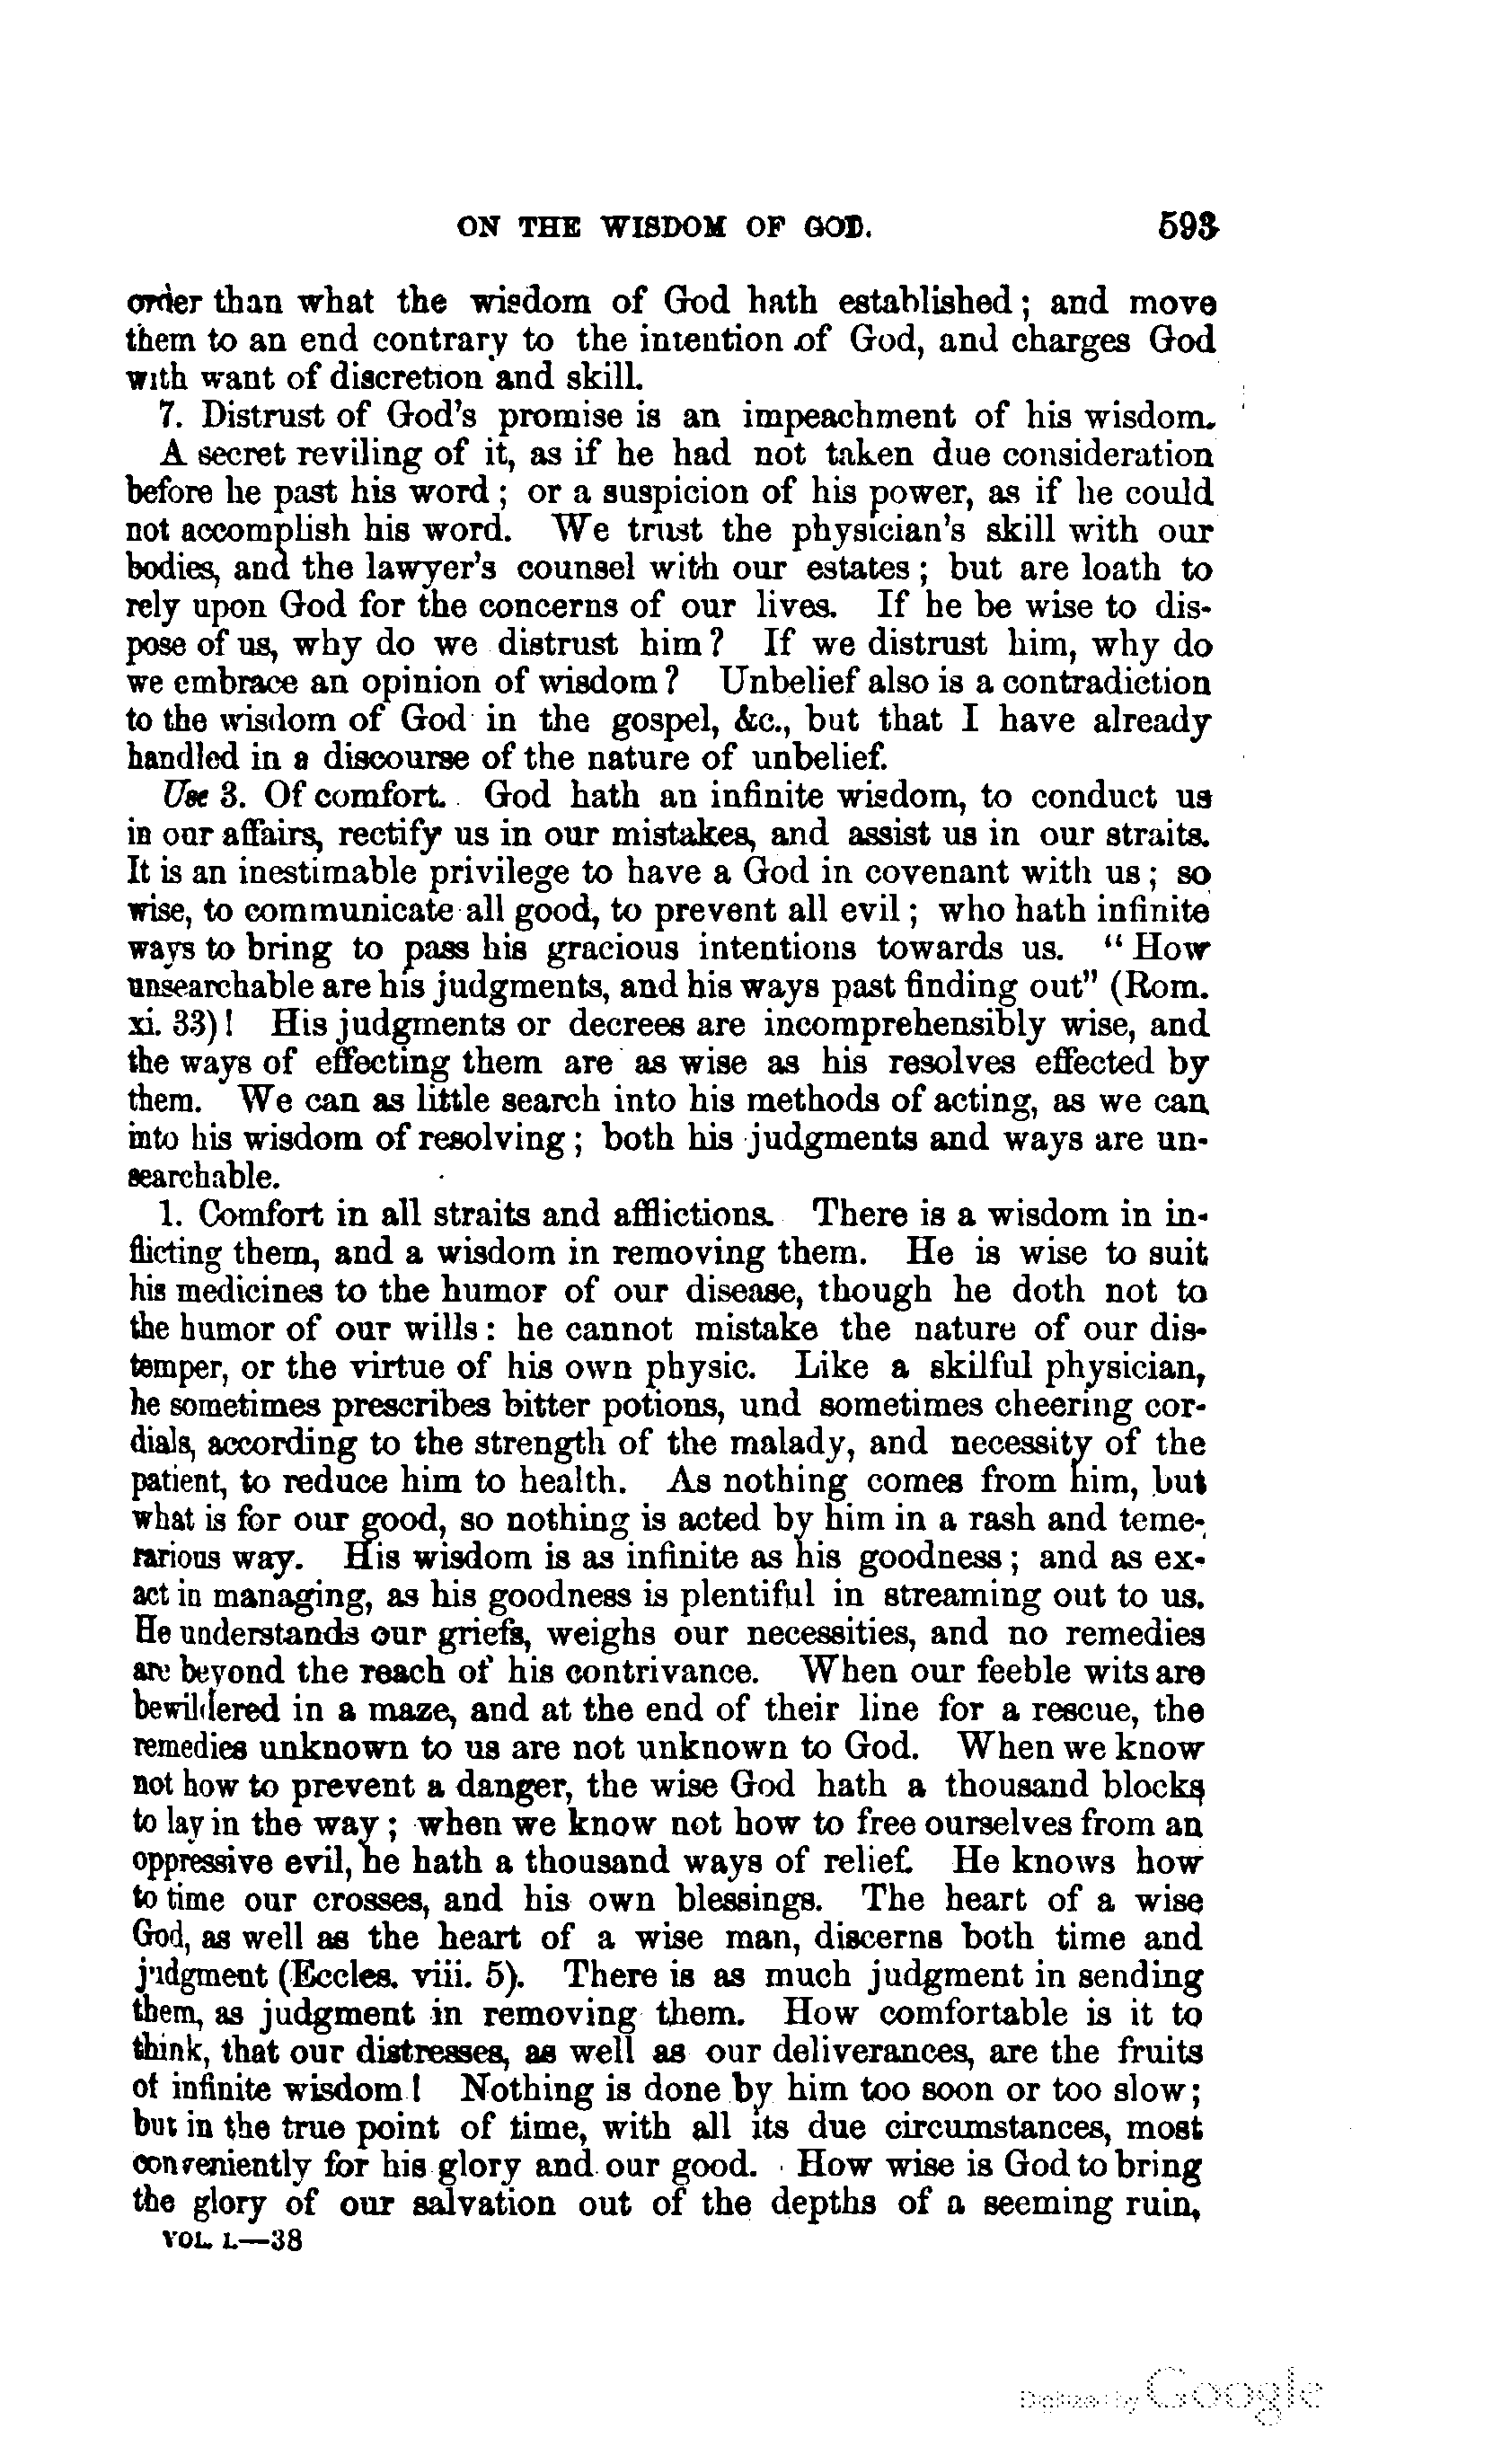 ON THE WISDOM OF GOD. 593
order than what the wisdom of God hath established; and move
them to an end contrary to the intention of God, and charges God
with want of discretion and skill.
7. Distrust of God's promise is an impeachment of his wisdom.
A secret reviling of it, as if he had not taken due consideration
before he past his word; or a suspicion of his power, as if he could
not accomplish his word. We trust the physician's skill with our
bodies, and the lawyer's counsel with our estates; but are loath to
rely upon God for the concerns of our lives. If he be wise to dis-
pose of us, why do we distrust him? If we distrust him, why do
we embrace an opinion of wisdom? Unbelief also is a contradiction
to the wisdom of God in the gospel, &c., but that I have already
handled in a discourse of the nature of unbelief.
Use 3. Of comfort. God hath an infinite wisdom, to conduct us
in our affairs, rectify us in our mistakes, and assist us in our straits.
It is an inestimable privilege to have a God in covenant with us; so
wise, to communicate all good, to prevent all evil; who hath infinite
ways to bring to pass his gracious intentions towards us. "How
unsearchable are his judgments, and his ways past finding out" (Rom.
xi. 33)! His judgments or decrees are incomprehensibly wise, and
the ways of effecting them are as wise as his resolves effected by
them. We can as little search into his methods of acting, as we can
into his wisdom of resolving; both his judgments and ways are un-
searchable.
1. Comfort in all straits and afflictions. There is a wisdom in in-
flicting them, and a wisdom in removing them. He is wise to suit
his medicines to the humor of our disease, though he doth not to
the humor of our wills: he cannot mistake the nature of our dis-
temper, or the virtue of his own physic. Like a skilful physician,
he sometimes prescribes bitter potions, und sometimes cheering cor-
dials, according to the strength of the malady, and necessity of the
patient, to reduce him to health. As nothing comes from him, but
what is for our good, so nothing is acted by him in a rash and teme-
rarious way. His wisdom is as infinite as his goodness; and as ex-
act in managing, as his goodness is plentiful in streaming out to us.
He understands our griefs, weighs our necessities, and no remedies
are beyond the reach of his contrivance. When our feeble wits are
bewildered in a maze, and at the end of their line for a rescue, the
remedies unknown to us are not unknown to God. When we know
not how to prevent a danger, the wise God hath a thousand blocks
to lay in the way; when we know not how to free ourselves from an
oppressive evil, he hath a thousand ways of relief. He knows how
to time our crosses, and his own blessings. The heart of a wise
God, as well as the heart of a wise man, discerns both time and
judgment (Eccles. viii. 5). There is as much judgment in sending
them, as judgment in removing them. How comfortable is it to
think, that our distresses, as well as our deliverances, are the fruits
of infinite wisdom! Nothing is done by him too soon or too slow;
but in the true point of time, with all its due circumstances, most
conveniently for his glory and our good. How wise is God to bring
the glory of our salvation out of the depths of a seeming ruin,
VOL. I.—38
Digitized by Google